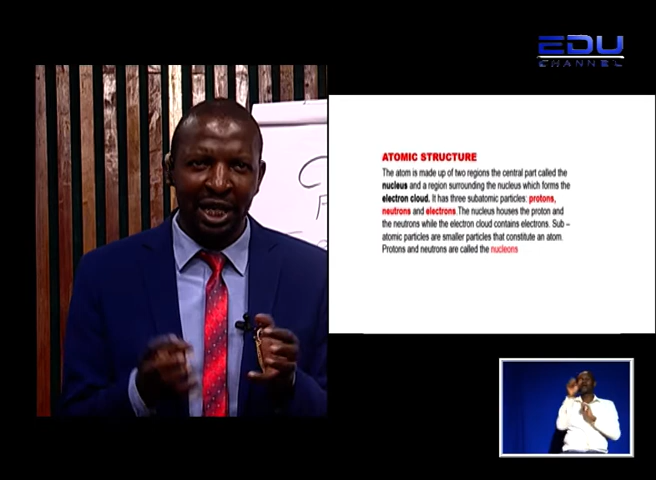 EDU
CHANNEL
ATOMIC STRUCTURE
The atom is made up of two regions the central part called the
nucleus and a region surrounding the nucleus which forms the
electron cloud. It has three subatomic particles: protons,
neutrons and electrons.The nucleus houses the proton and
the neutrons while the electron cloud contains electrons. Sub –
atomic particles are smaller particles that constitute an atom.
Protons and neutrons are called the nucleons